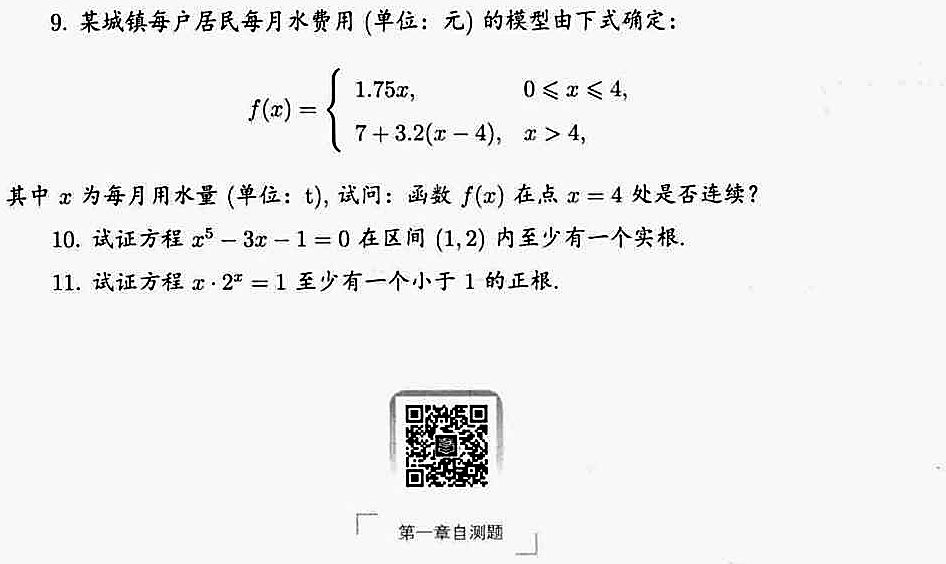 9. 某城镇每户居民每月水费用 (单位: 元) 的模型由下式确定:
f(x) = { 1.75x, 0 ⩽ x ⩽ 4,
7 + 3.2(x − 4), x > 4,
其中 x 为每月用水量 (单位: t), 试问: 函数 f(x) 在点 x = 4 处是否连续?
10. 试证方程 x⁵ − 3x − 1 = 0 在区间 (1, 2) 内至少有一个实根.
11. 试证方程 x · 2ˣ = 1 至少有一个小于 1 的正根.
第一章自测题